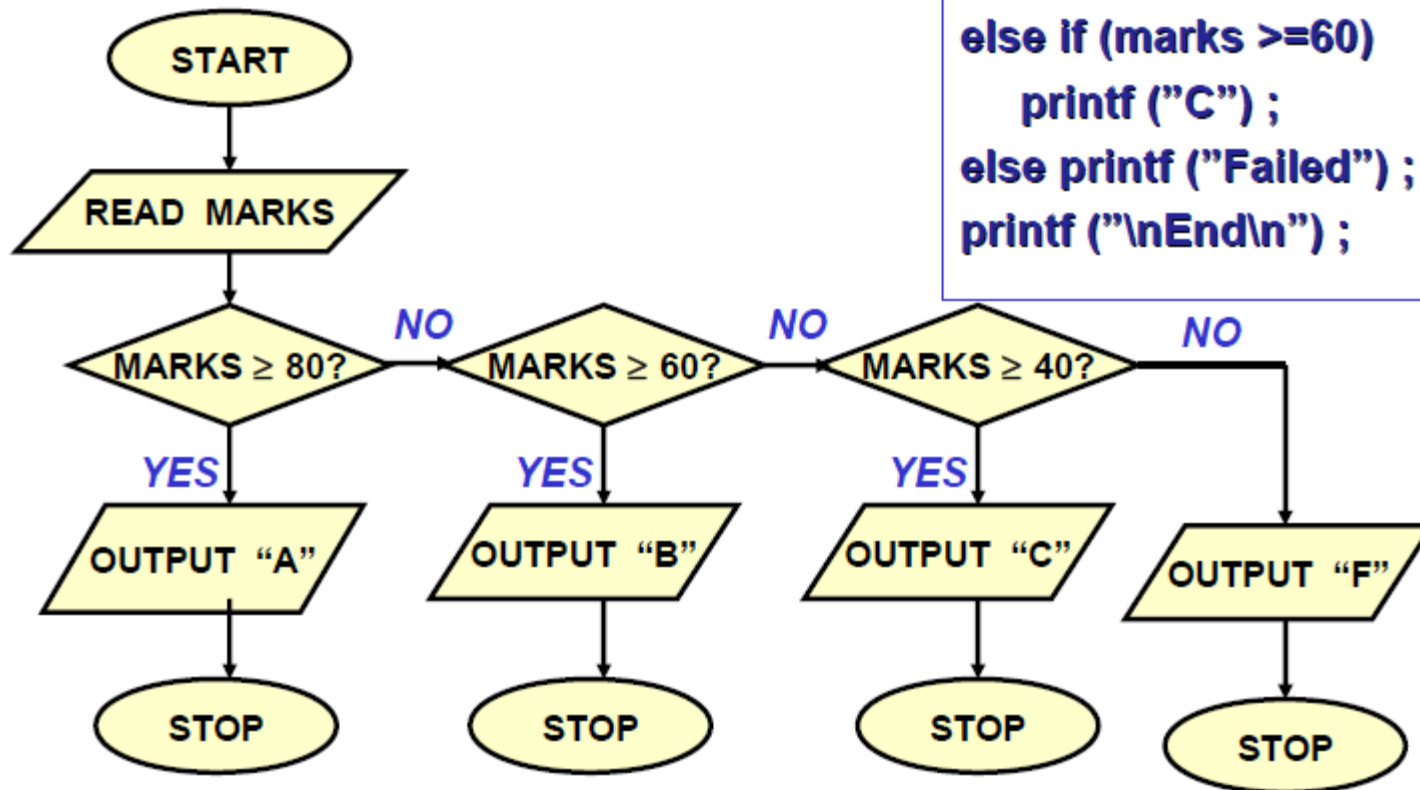 else if (marks >=60)
printf (”C”) ;
else printf (”Failed”) ;
printf (”\nEnd\n”) ;
START
READ MARKS
MARKS ≥ 80?
NO
MARKS ≥ 60?
NO
MARKS ≥ 40?
NO
YES
YES
YES
OUTPUT “A”
OUTPUT “B”
OUTPUT “C”
OUTPUT “F”
STOP
STOP
STOP
STOP